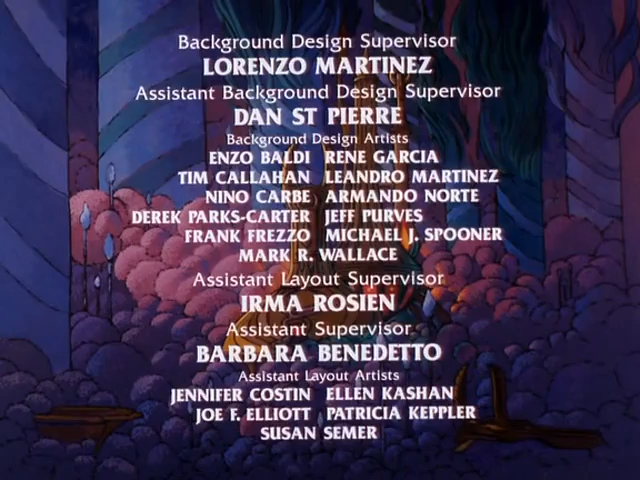 Background Design Supervisor
LORENZO MARTINEZ
Assistant Background Design Supervisor
DAN ST PIERRE
Background Design Artists
ENZO BALDI RENE GARCIA
TIM CALLAHAN LEANDRO MARTINEZ
NINO CARBE ARMANDO NORTE
DEREK PARKS-CARTER JEFF PURVES
FRANK FREZZO MICHAEL J. SPOONER
MARK R. WALLACE
Assistant Layout Supervisor
IRMA ROSIEN
Assistant Supervisor
BARBARA BENEDETTO
Assistant Layout Artists
JENNIFER COSTIN ELLEN KASHAN
JOE F. ELLIOTT PATRICIA KEPPLER
SUSAN SEMER